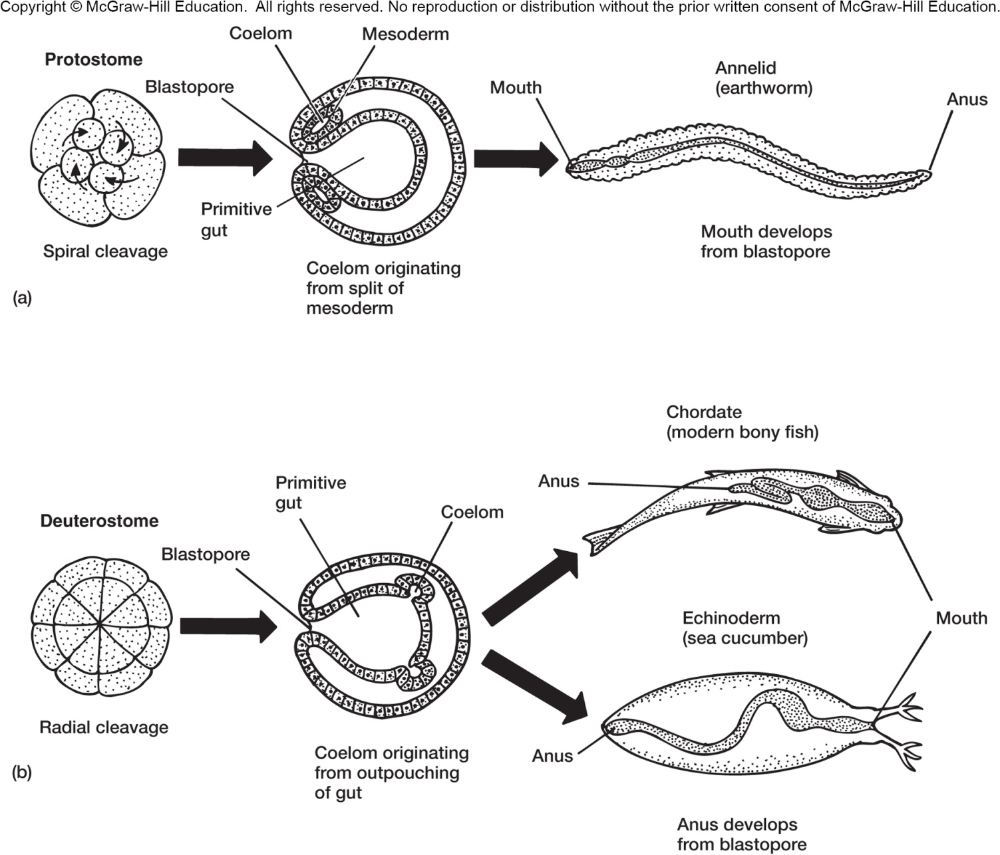 Copyright © McGraw-Hill Education.  All rights reserved. No reproduction or distribution without the prior written consent of McGraw-Hill Education.
Coelom
Mesoderm
Protostome
Blastopore
Mouth
Annelid
(earthworm)
Anus
Primitive
gut
Spiral cleavage
Coelom originating
from split of
mesoderm
Mouth develops
from blastopore
(a)
Chordate
(modern bony fish)
Primitive
gut
Anus
Coelom
Deuterostome
Blastopore
Echinoderm
(sea cucumber)
Mouth
Radial cleavage
Anus
Coelom originating
from outpouching
of gut
(b)
Anus develops
from blastopore